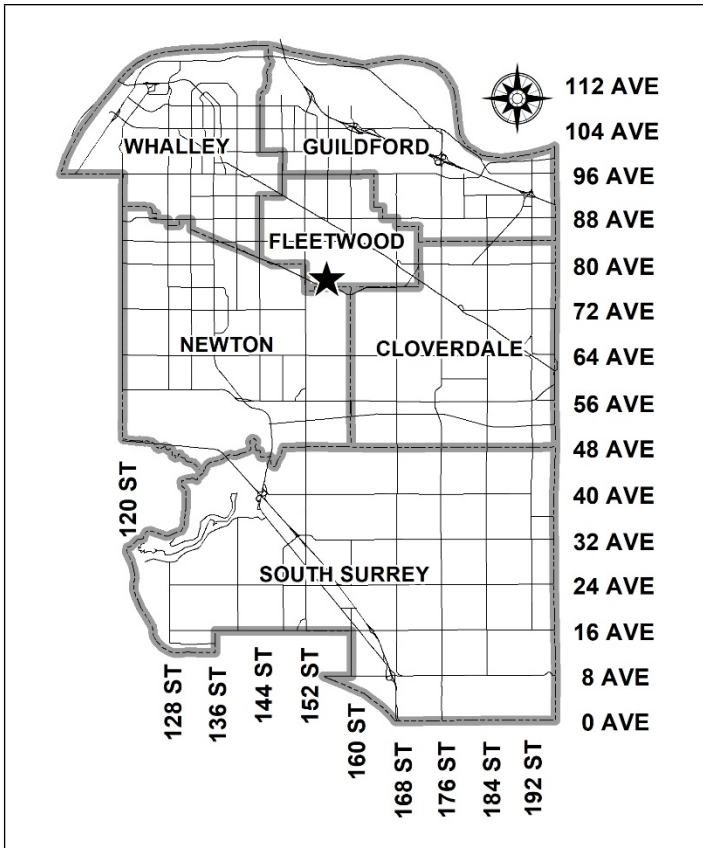 112 AVE
104 AVE
WHALLEY
GUILDFORD
96 AVE
88 AVE
FLEETWOOD
80 AVE
72 AVE
NEWTON
CLOVERDALE
64 AVE
56 AVE
48 AVE
120 ST
40 AVE
32 AVE
SOUTH SURREY
24 AVE
16 AVE
8 AVE
0 AVE
128 ST
136 ST
144 ST
152 ST
160 ST
168 ST
176 ST
184 ST
192 ST